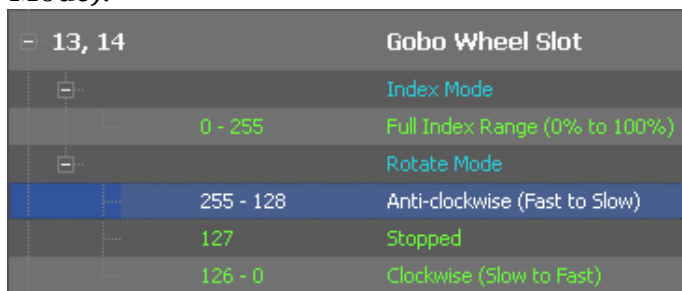 Mode).
13, 14 Gobo Wheel Slot
Index Mode
0 - 255 Full Index Range (0% to 100%)
Rotate Mode
255 - 128 Anti-clockwise (Fast to Slow)
127 Stopped
126 - 0 Clockwise (Slow to Fast)